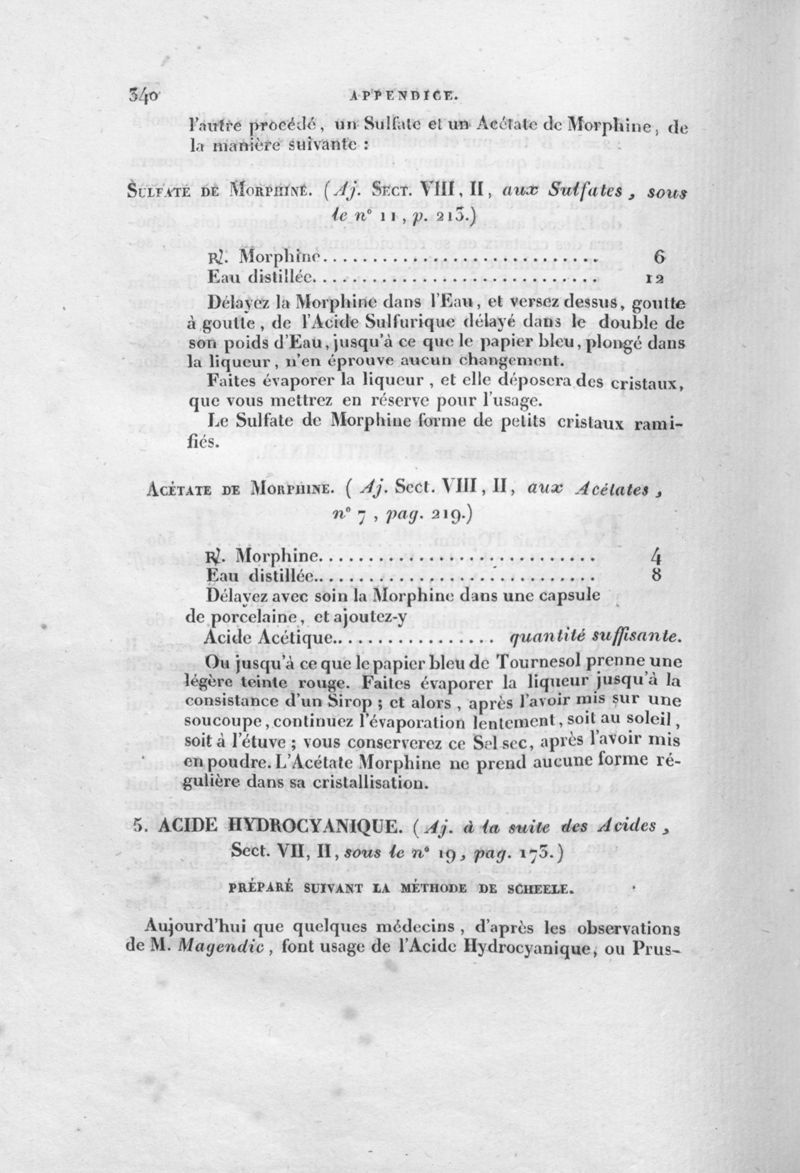 340 APPENDICE.
l'autre procédé, un Sulfate et un Acétate de Morphine, de
la manière suivante :
SULFATE DE MORPHINE. (Aj. SECT. VIII, II, aux Sulfates, sous
le n° 11, p. 213.)
℞. Morphine............................ 6
Eau distillée............................ 12
Délayez la Morphine dans l'Eau, et versez dessus, goutte
à goutte, de l'Acide Sulfurique délayé dans le double de
son poids d'Eau, jusqu'à ce que le papier bleu, plongé dans
la liqueur, n'en éprouve aucun changement.
Faites évaporer la liqueur, et elle déposera des cristaux,
que vous mettrez en réserve pour l'usage.
Le Sulfate de Morphine forme de petits cristaux rami-
fiés.
ACÉTATE DE MORPHINE. (Aj. Sect. VIII, II, aux Acétates,
n° 7, pag. 219.)
℞. Morphine............................ 4
Eau distillée............................ 8
Délayez avec soin la Morphine dans une capsule
de porcelaine, et ajoutez-y
Acide Acétique................. quantité suffisante.
Ou jusqu'à ce que le papier bleu de Tournesol prenne une
légère teinte rouge. Faites évaporer la liqueur jusqu'à la
consistance d'un Sirop ; et alors, après l'avoir mis sur une
soucoupe, continuez l'évaporation lentement, soit au soleil,
soit à l'étuve ; vous conserverez ce Sel sec, après l'avoir mis
en poudre. L'Acétate Morphine ne prend aucune forme ré-
gulière dans sa cristallisation.
5. ACIDE HYDROCYANIQUE. (Aj. à la suite des Acides,
Sect. VII, II, sous le n° 19, pag. 173.)
PRÉPARÉ SUIVANT LA MÉTHODE DE SCHEELE.
Aujourd'hui que quelques médecins, d'après les observations
de M. Magendie, font usage de l'Acide Hydrocyanique, ou Prus-